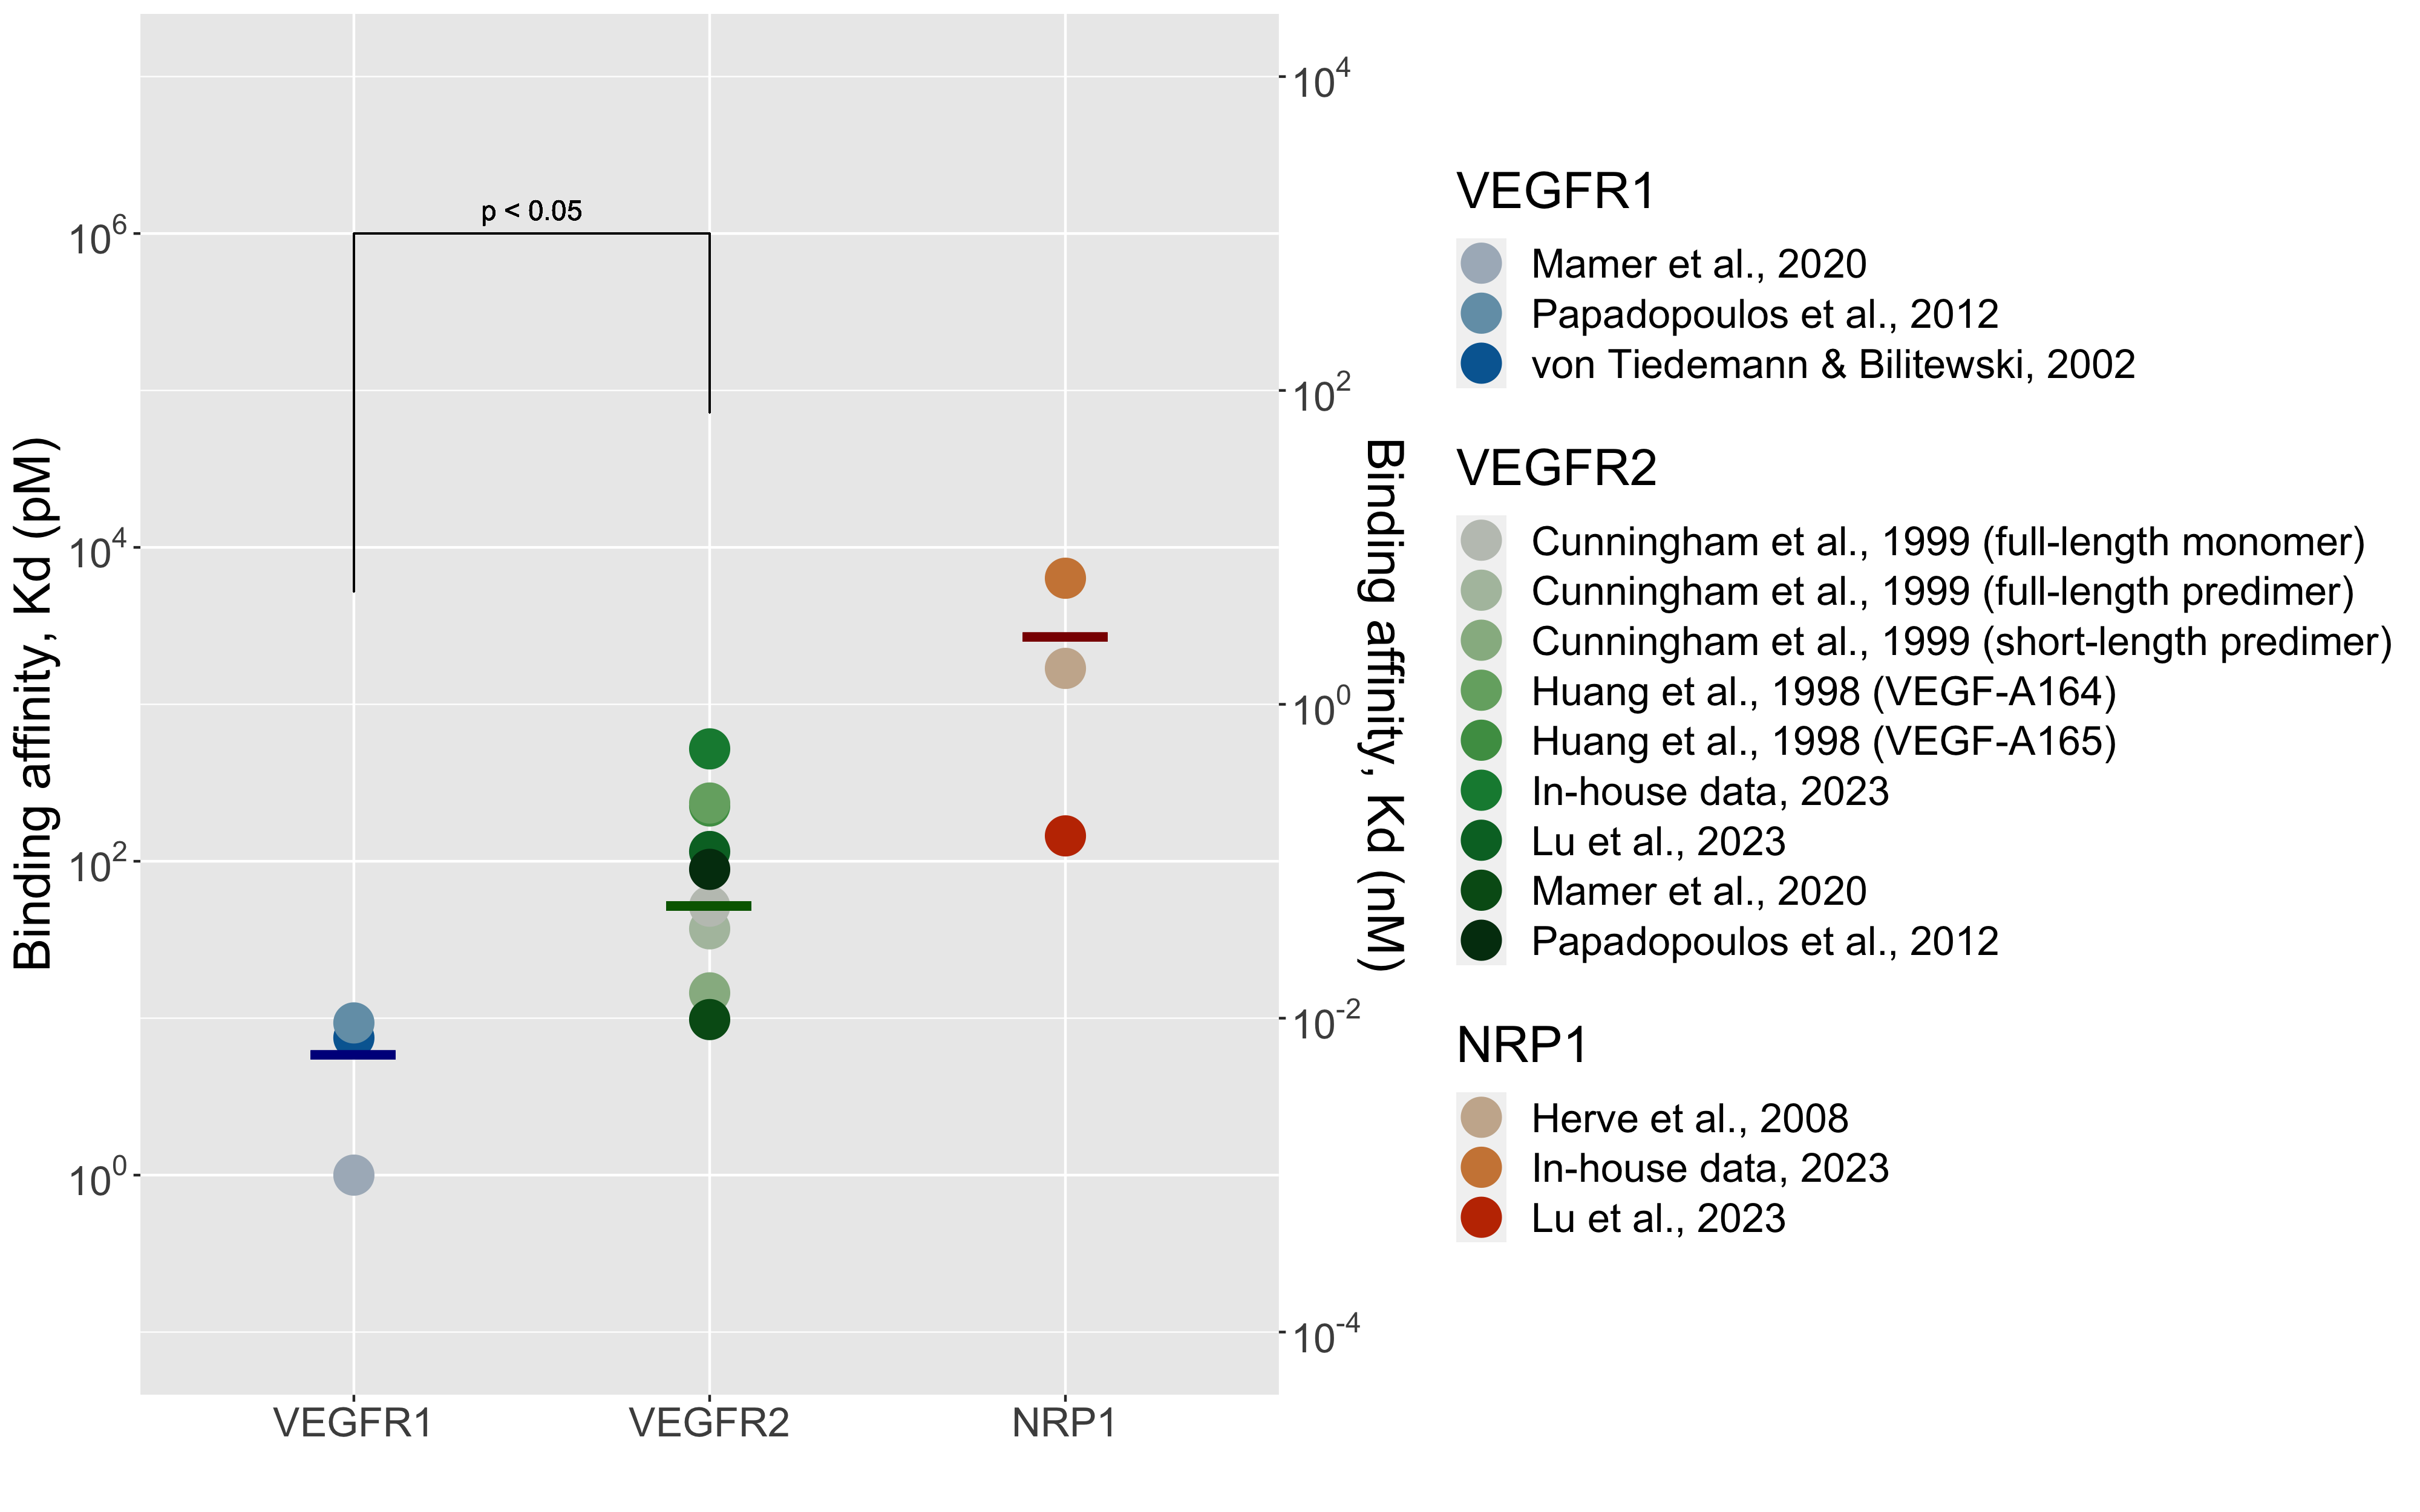 Binding affinity, Kd (pM)
10^6
10^4
10^2
10^0
p < 0.05
VEGFR1
VEGFR2
NRP1
10^4
10^2
10^0
10^-2
10^-4
Binding affinity, Kd (nM)
VEGFR1
Mamer et al., 2020
Papadopoulos et al., 2012
von Tiedemann & Bilitewski, 2002
VEGFR2
Cunningham et al., 1999 (full-length monomer)
Cunningham et al., 1999 (full-length predimer)
Cunningham et al., 1999 (short-length predimer)
Huang et al., 1998 (VEGF-A164)
Huang et al., 1998 (VEGF-A165)
In-house data, 2023
Lu et al., 2023
Mamer et al., 2020
Papadopoulos et al., 2012
NRP1
Herve et al., 2008
In-house data, 2023
Lu et al., 2023